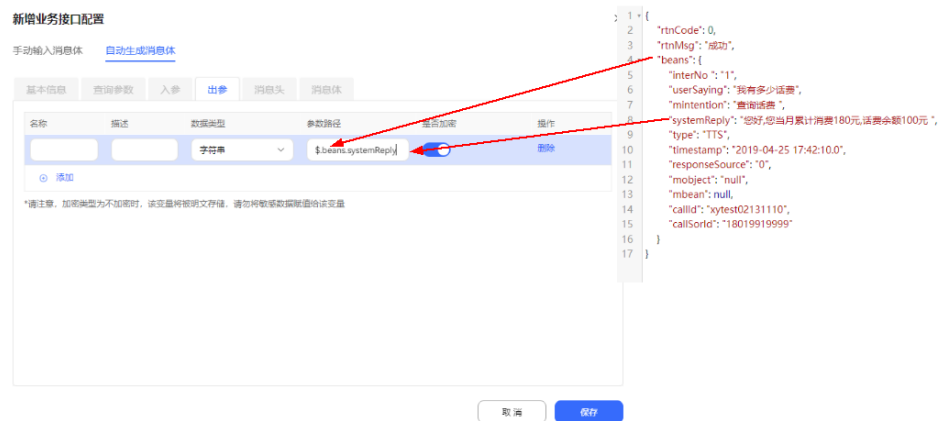 新增业务接口配置
手动输入消息体 自动生成消息体
基本信息 查询参数 入参 出参 消息头 消息体
名称 描述 数据类型 参数路径 是否加密 操作
字符串 $.beans.systemReply 删除
添加
*请注意，加密类型为不加密时，该变量将被明文存储，请勿将敏感数据赋值给该变量
取消 保存
1 {
2 "rtnCode": 0,
3 "rtnMsg": "成功",
4 "beans": {
5 "interNo ": "1",
6 "userSaying": "我有多少话费",
7 "mintention": "查询话费 ",
8 "systemReply": "您好,您当月累计消费180元,话费余额100元 ",
9 "type": "TTS",
10 "timestamp": "2019-04-25 17:42:10.0",
11 "responseSource": "0",
12 "mobject": "null",
13 "mbean": null,
14 "callId": "xytest02131110",
15 "callSorId": "18019919999"
16 }
17 }